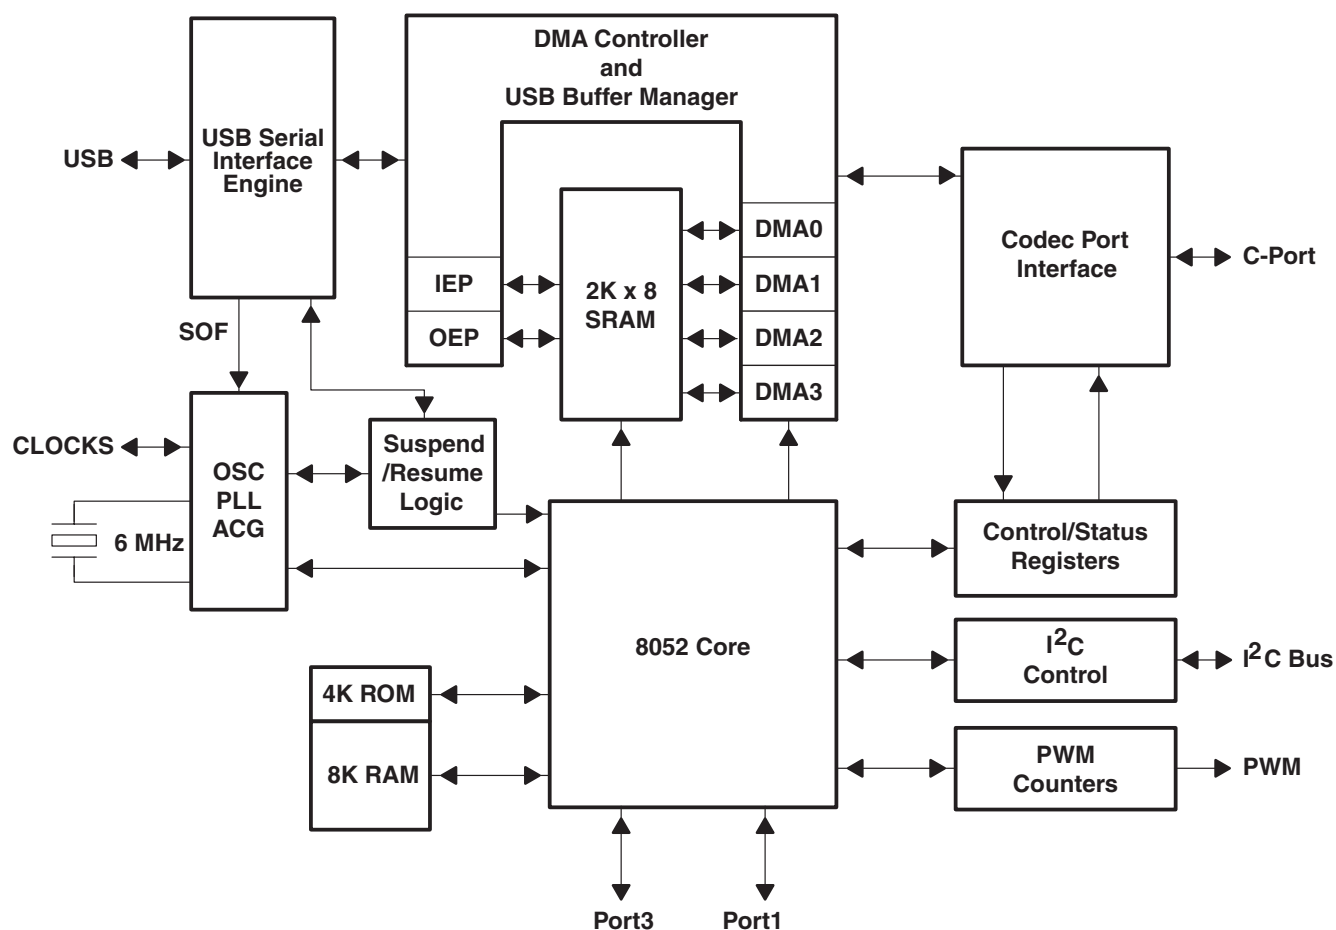 DMA Controller
and
USB Buffer Manager
USB
USB Serial
Interface
Engine
Codec Port
Interface
C-Port
DMA0
DMA1
DMA2
DMA3
IEP
OEP
2K x 8
SRAM
SOF
CLOCKS
OSC
PLL
ACG
6 MHz
Suspend
/Resume
Logic
Control/Status
Registers
8052 Core
I2C
Control
I2C Bus
4K ROM
8K RAM
PWM
Counters
PWM
Port3
Port1